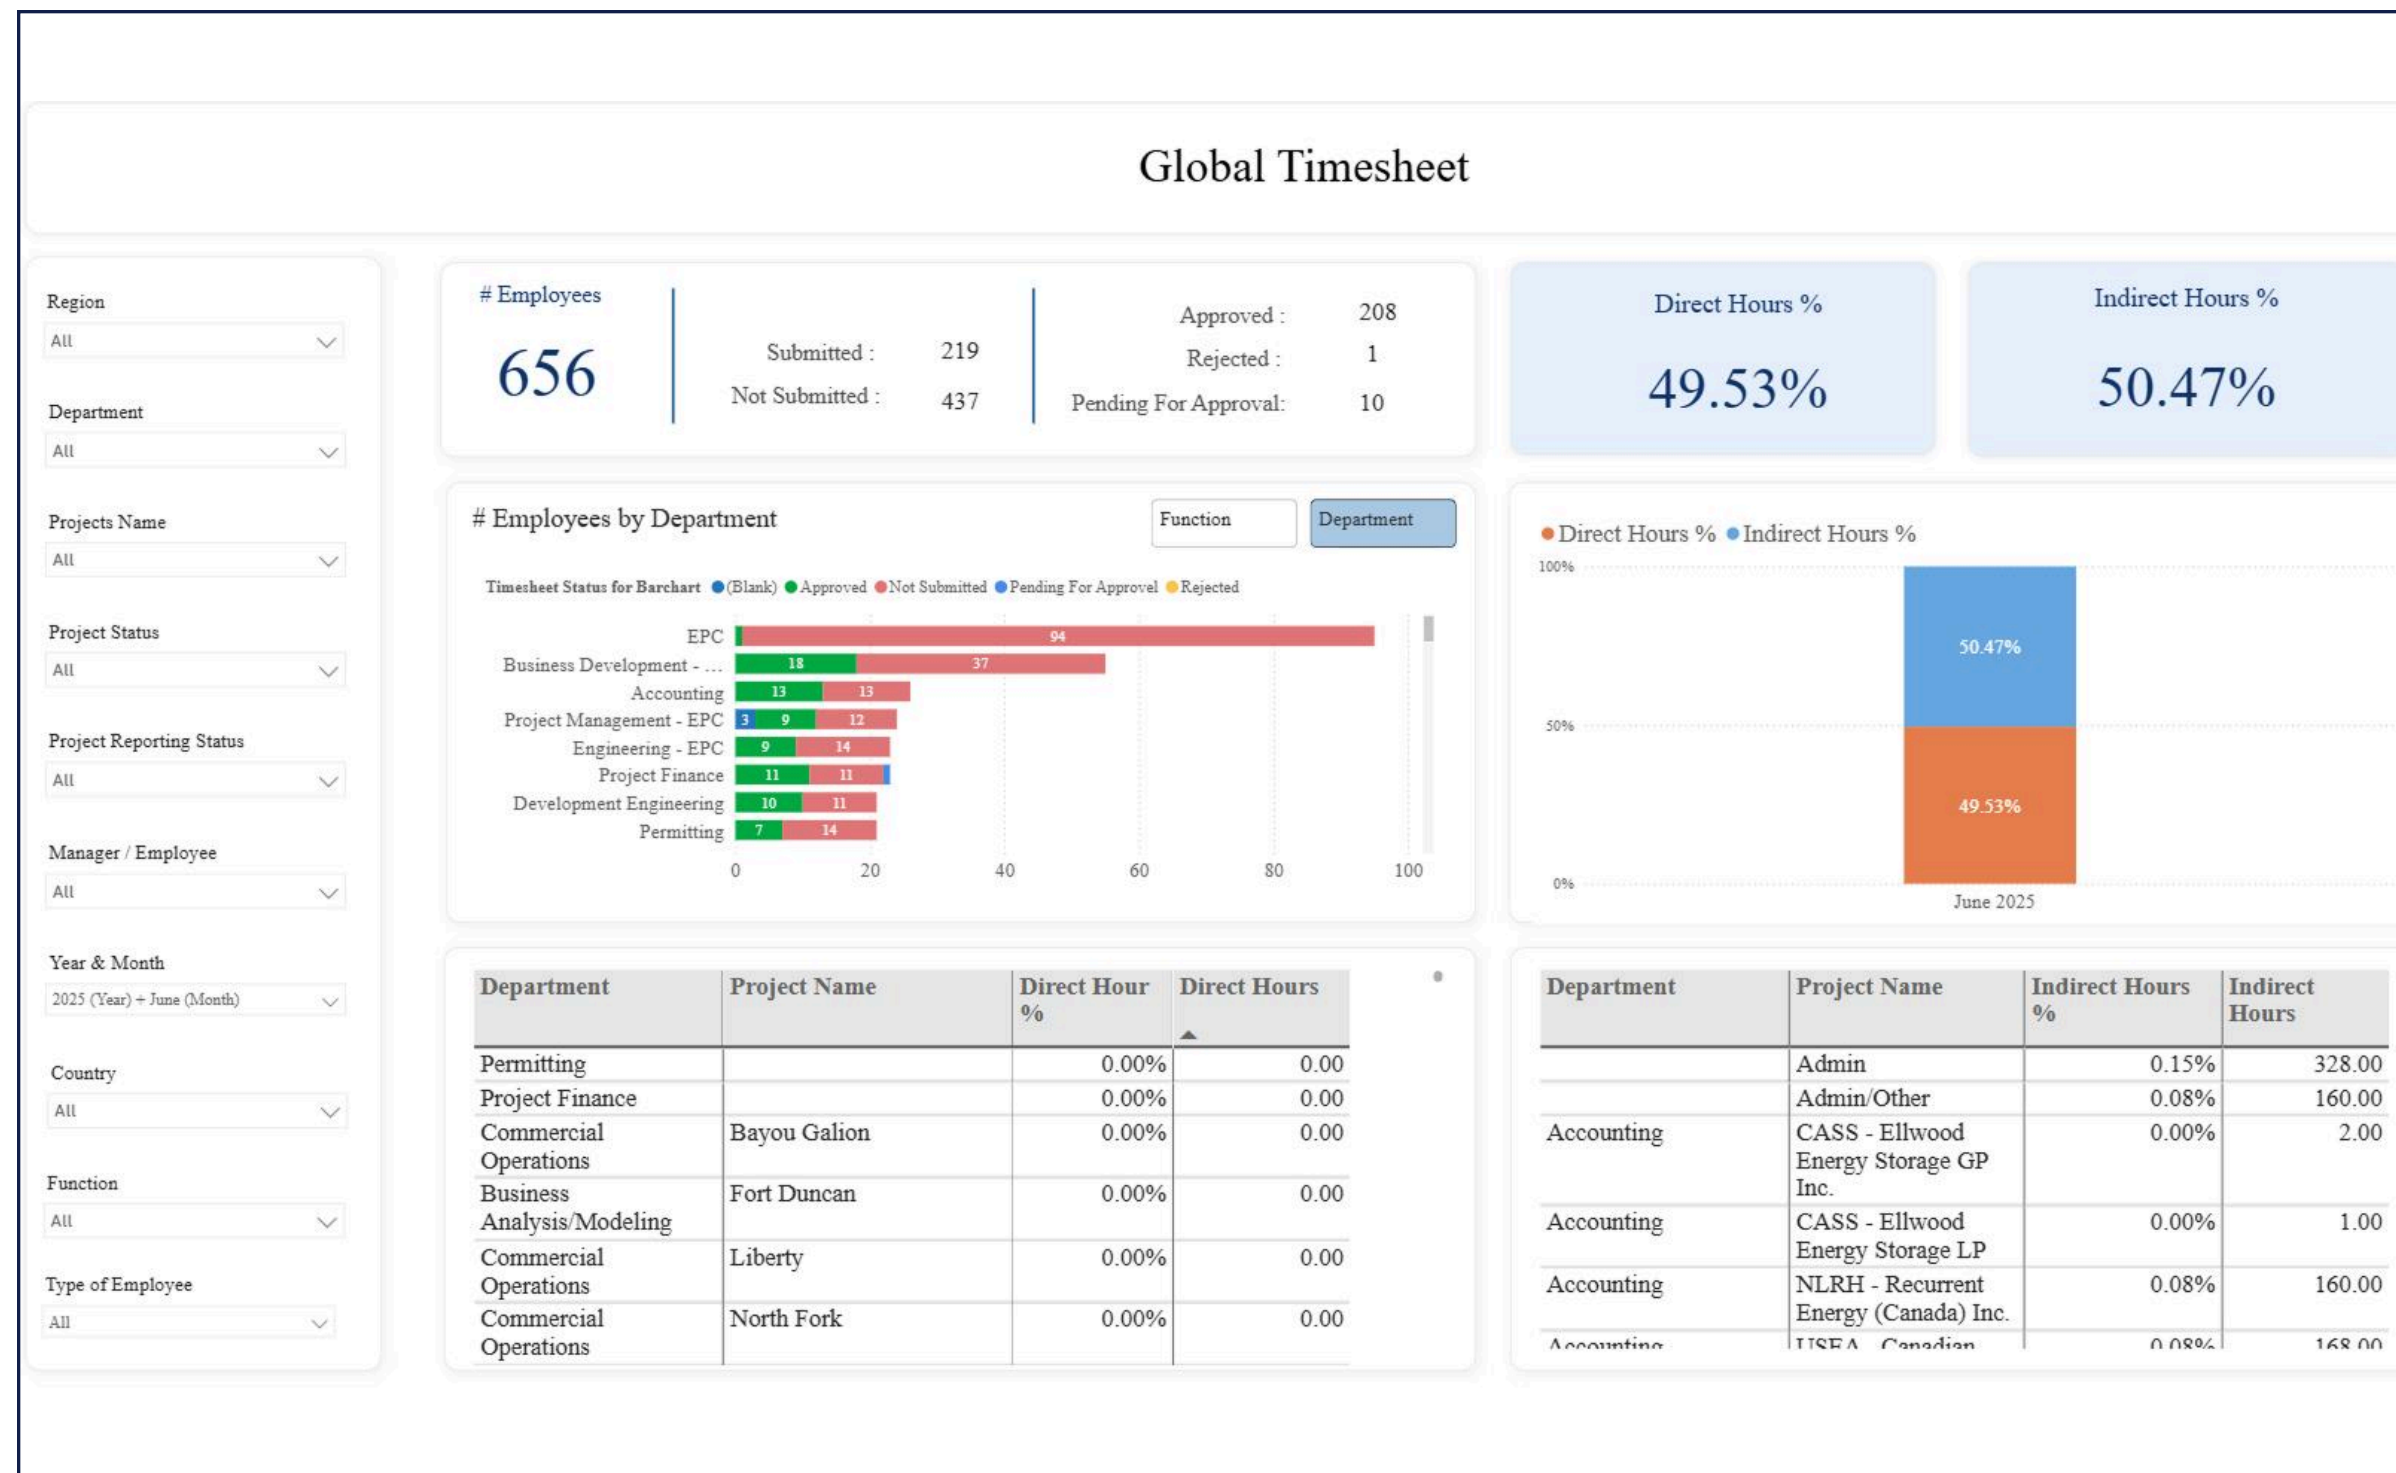 Global Timesheet
Region
All
Department
All
Projects Name
All
Project Status
All
Project Reporting Status
All
Manager / Employee
All
Year & Month
2025 (Year) + June (Month)
Country
All
Function
All
Type of Employee
All
# Employees
656
Submitted : 219
Not Submitted : 437
Approved : 208
Rejected : 1
Pending For Approval: 10
Direct Hours %
49.53%
Indirect Hours %
50.47%
# Employees by Department
Function
Department
Timesheet Status for Barchart (Blank) Approved Not Submitted Pending For Approvel Rejected
EPC 94
Business Development - ... 18 37
Accounting 13 13
Project Management - EPC 3 9 12
Engineering - EPC 9 14
Project Finance 11 11
Development Engineering 10 11
Permitting 7 14
0 20 40 60 80 100
Direct Hours % Indirect Hours %
100%
50.47%
50%
49.53%
0%
June 2025
Department Project Name Direct Hour Direct Hours
%
Permitting 0.00% 0.00
Project Finance 0.00% 0.00
Commercial Bayou Galion 0.00% 0.00
Operations
Business Fort Duncan 0.00% 0.00
Analysis/Modeling
Commercial Liberty 0.00% 0.00
Operations
Commercial North Fork 0.00% 0.00
Operations
Department Project Name Indirect Hours Indirect
% Hours
Admin 0.15% 328.00
Admin/Other 0.08% 160.00
Accounting CASS - Ellwood 0.00% 2.00
Energy Storage GP
Inc.
Accounting CASS - Ellwood 0.00% 1.00
Energy Storage LP
Accounting NLRH - Recurrent 0.08% 160.00
Energy (Canada) Inc.
Accounting USEA - Canadian 0.08% 168.00